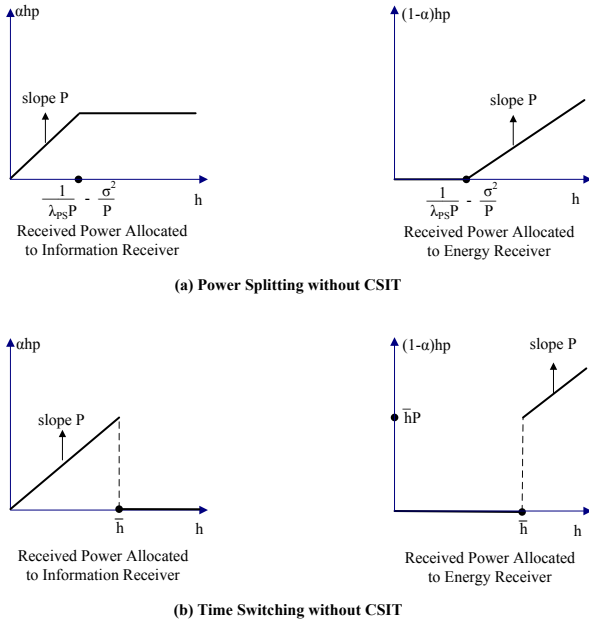 αhp
slope P
1/(λ_PS P) - σ²/P
h
Received Power Allocated
to Information Receiver
(1-α)hp
slope P
1/(λ_PS P) - σ²/P
h
Received Power Allocated
to Energy Receiver
(a) Power Splitting without CSIT
αhp
slope P
h̄
h
Received Power Allocated
to Information Receiver
(1-α)hp
slope P
h̄P
h̄
h
Received Power Allocated
to Energy Receiver
(b) Time Switching without CSIT